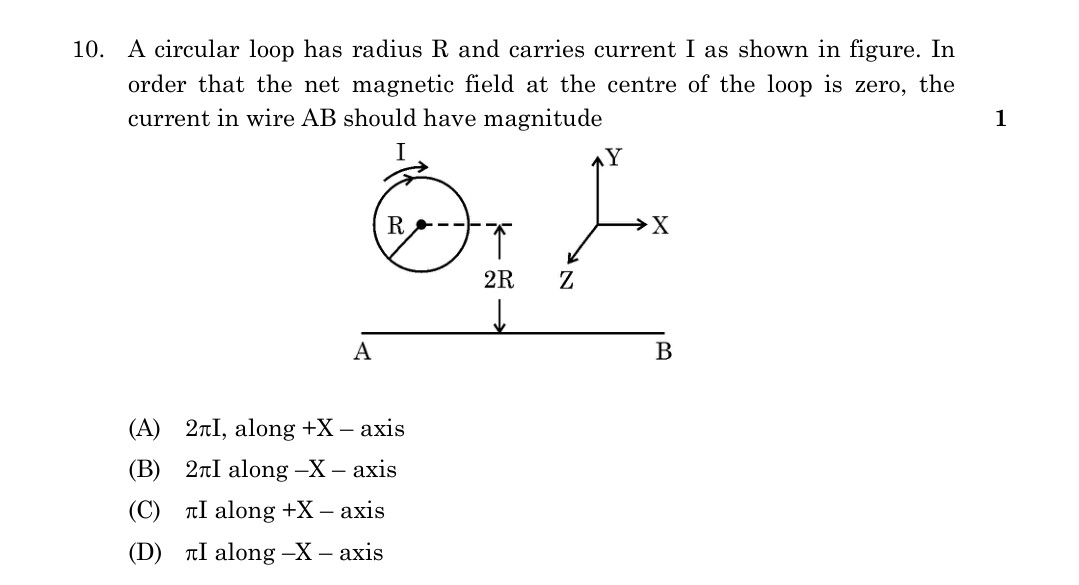 10. A circular loop has radius R and carries current I as shown in figure. In
order that the net magnetic field at the centre of the loop is zero, the
current in wire AB should have magnitude 1
I
Y
R
X
2R
Z
A
B
(A) 2πI, along +X – axis
(B) 2πI along –X – axis
(C) πI along +X – axis
(D) πI along –X – axis